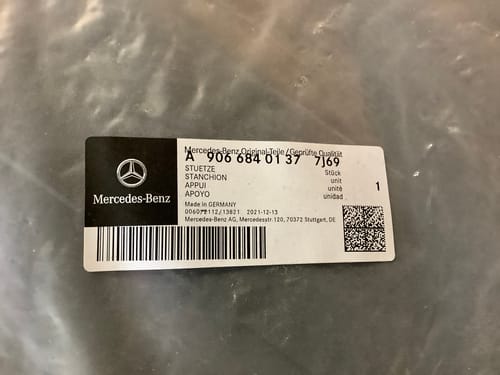 Mercedes-Benz Original-Teile / Geprüfte Qualität
A 906 684 01 37 7J69
STUETZE Stück
STANCHION unit
APPUI unité
APOYO unidad
1
Mercedes-Benz
Made in GERMANY
2021-12-13
Mercedes-Benz AG, Mercedesstr.120, 70372 Stuttgart, DE